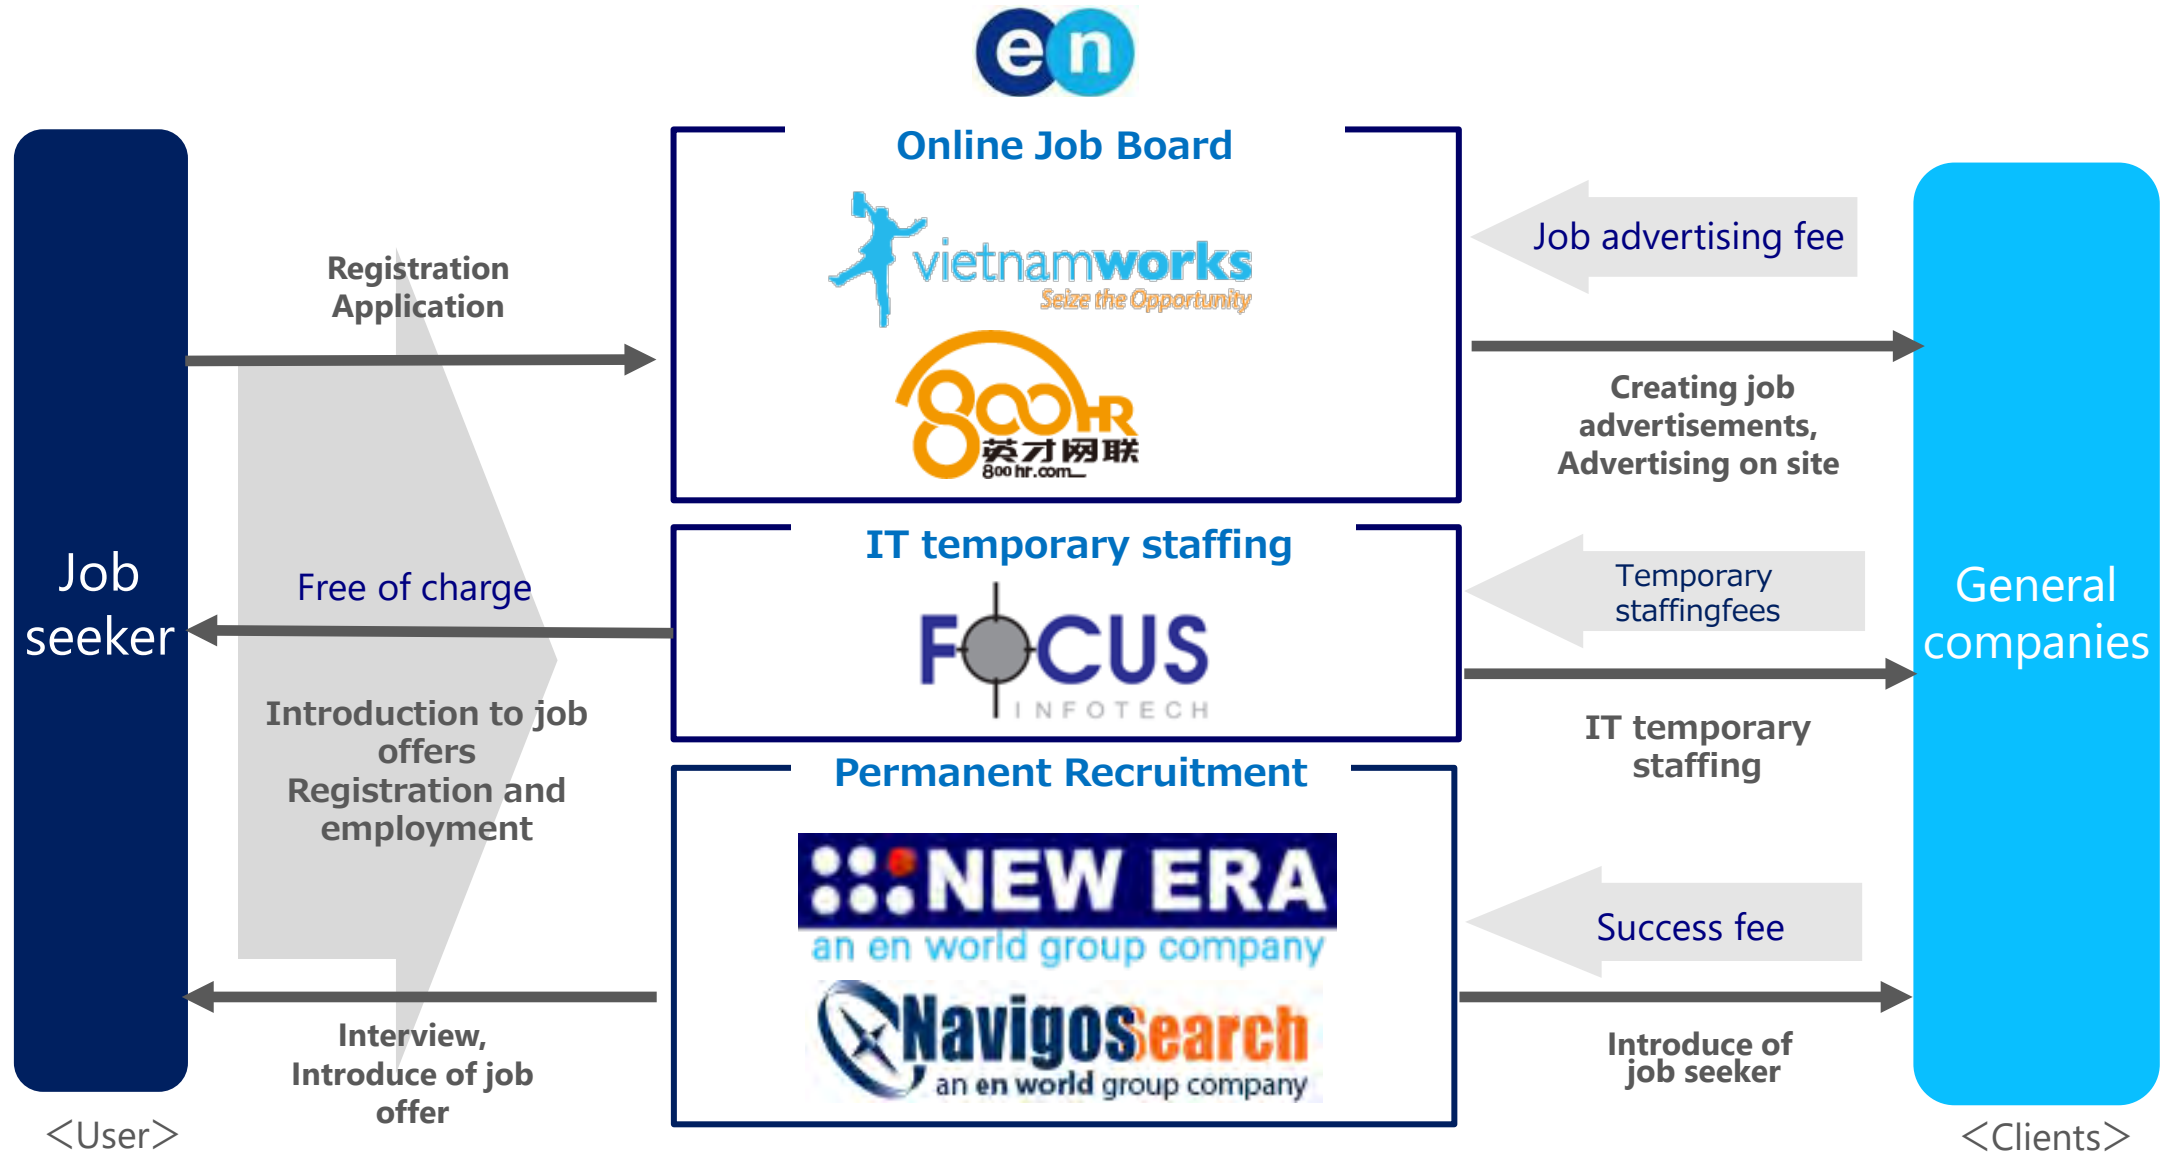 en
Online Job Board
vietnamworks
Seize the Opportunity
800HR
英才网联
800hr.com
Registration
Application
Job advertising fee
Creating job
advertisements,
Advertising on site
Job
seeker
Free of charge
Introduction to job
offers
Registration and
employment
IT temporary staffing
FOCUS
INFOTECH
Temporary
staffingfees
IT temporary
staffing
General
companies
Permanent Recruitment
NEW ERA
an en world group company
NavigosSearch
an en world group company
Interview,
Introduce of job
offer
Success fee
Introduce of
job seeker
＜User＞
＜Clients＞